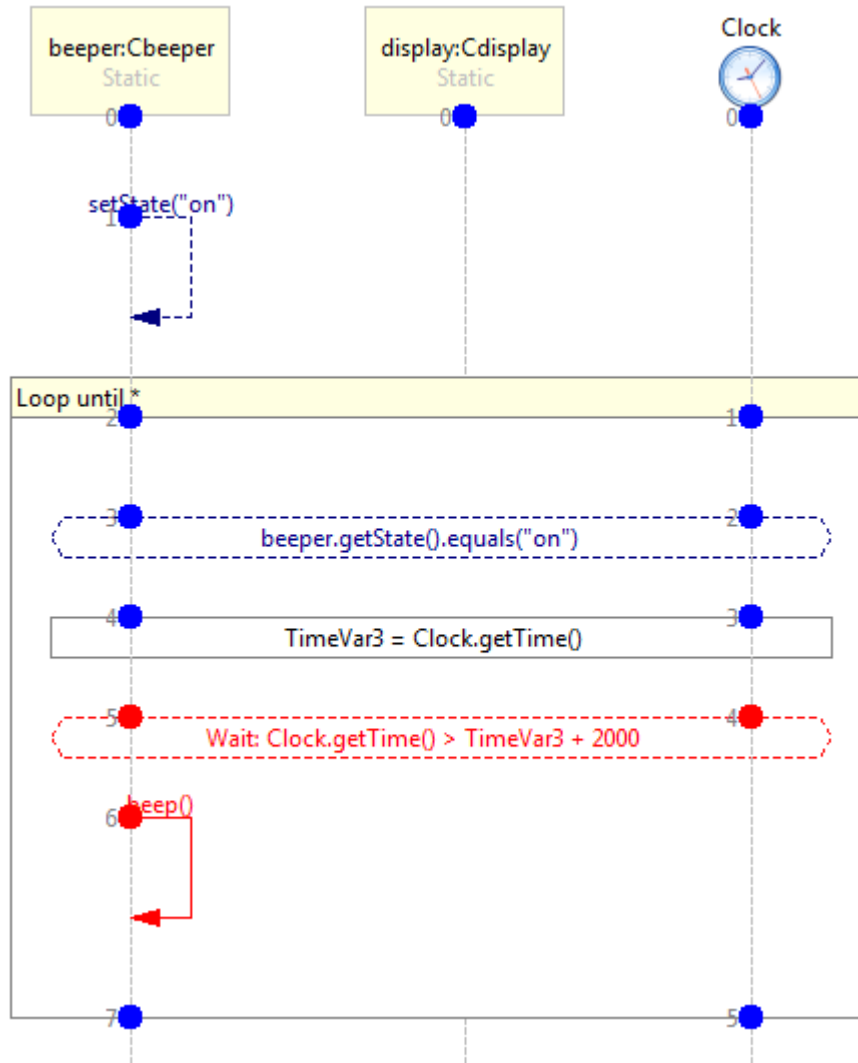 beeper:Cbeeper
Static
display:Cdisplay
Static
Clock
0
0
0
setState("on")
1
Loop until *
2
1
3
2
beeper.getState().equals("on")
4
3
TimeVar3 = Clock.getTime()
5
4
Wait: Clock.getTime() > TimeVar3 + 2000
beep()
6
7
5